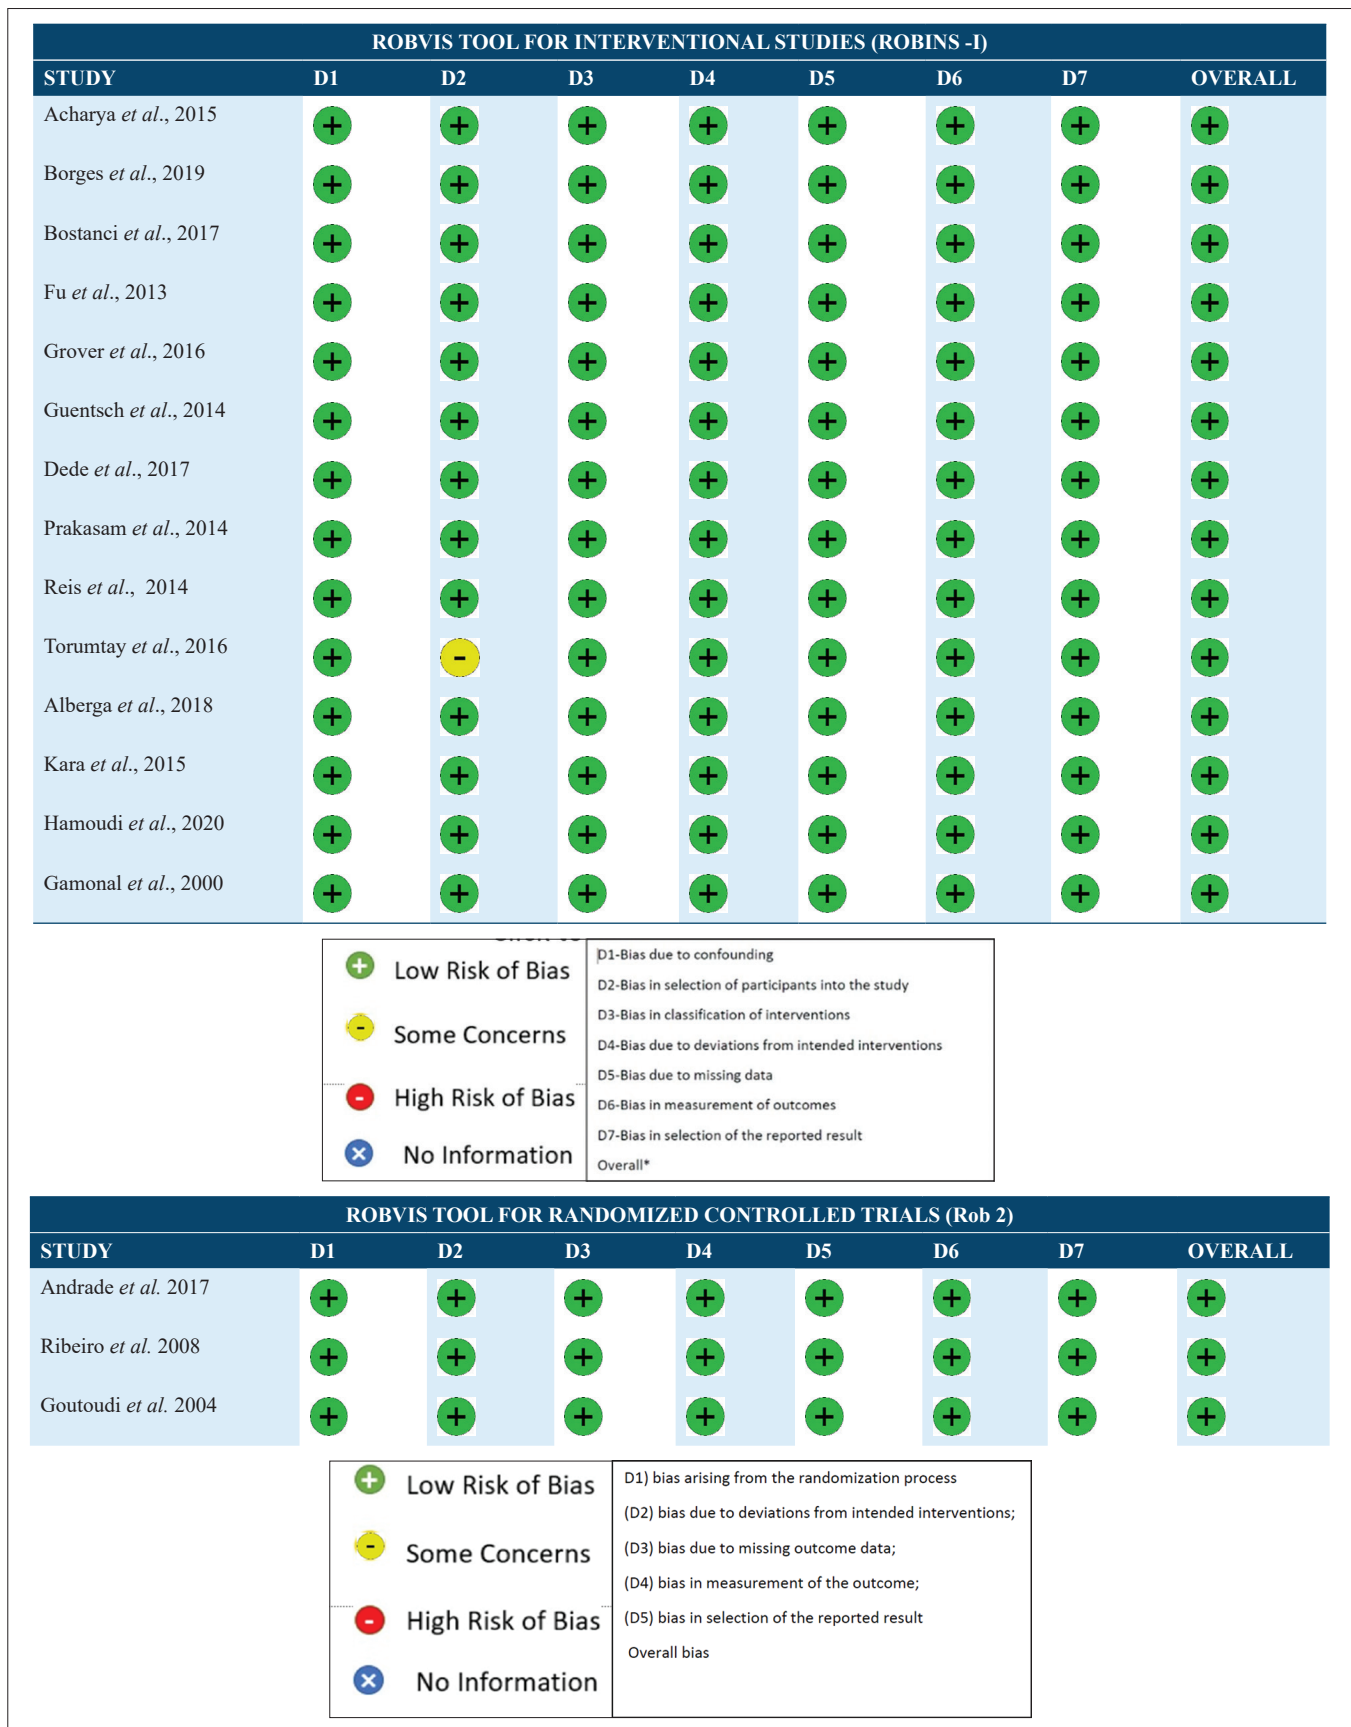 ROBVIS TOOL FOR INTERVENTIONAL STUDIES (ROBINS -I)
STUDY D1 D2 D3 D4 D5 D6 D7 OVERALL
Acharya et al., 2015 + + + + + + + +
Borges et al., 2019 + + + + + + + +
Bostanci et al., 2017 + + + + + + + +
Fu et al., 2013 + + + + + + + +
Grover et al., 2016 + + + + + + + +
Guentsch et al., 2014 + + + + + + + +
Dede et al., 2017 + + + + + + + +
Prakasam et al., 2014 + + + + + + + +
Reis et al., 2014 + + + + + + + +
Torumtay et al., 2016 + - + + + + + +
Alberga et al., 2018 + + + + + + + +
Kara et al., 2015 + + + + + + + +
Hamoudi et al., 2020 + + + + + + + +
Gamonal et al., 2000 + + + + + + + +
+ Low Risk of Bias
- Some Concerns
- High Risk of Bias
× No Information
D1-Bias due to confounding
D2-Bias in selection of participants into the study
D3-Bias in classification of interventions
D4-Bias due to deviations from intended interventions
D5-Bias due to missing data
D6-Bias in measurement of outcomes
D7-Bias in selection of the reported result
Overall*
ROBVIS TOOL FOR RANDOMIZED CONTROLLED TRIALS (Rob 2)
STUDY D1 D2 D3 D4 D5 D6 D7 OVERALL
Andrade et al. 2017 + + + + + + + +
Ribeiro et al. 2008 + + + + + + + +
Goutoudi et al. 2004 + + + + + + + +
+ Low Risk of Bias
- Some Concerns
- High Risk of Bias
× No Information
D1) bias arising from the randomization process
(D2) bias due to deviations from intended interventions;
(D3) bias due to missing outcome data;
(D4) bias in measurement of the outcome;
(D5) bias in selection of the reported result
Overall bias